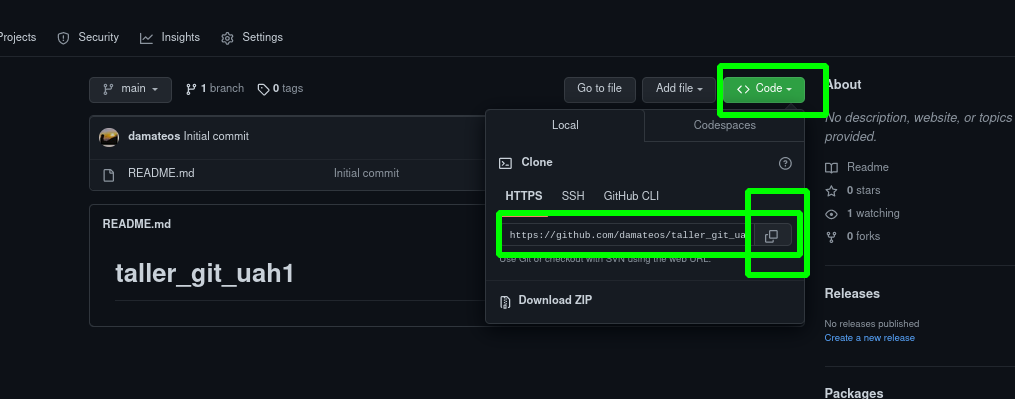 Projects Security Insights Settings
main 1 branch 0 tags Go to file Add file Code
damateos Initial commit
README.md Initial commit
README.md
taller_git_uah1
Local Codespaces
Clone
HTTPS SSH GitHub CLI
https://github.com/damateos/taller_git_ua
Use Git or checkout with SVN using the web URL.
Download ZIP
About
No description, website, or topics
provided.
Readme
0 stars
1 watching
0 forks
Releases
No releases published
Create a new release
Packages